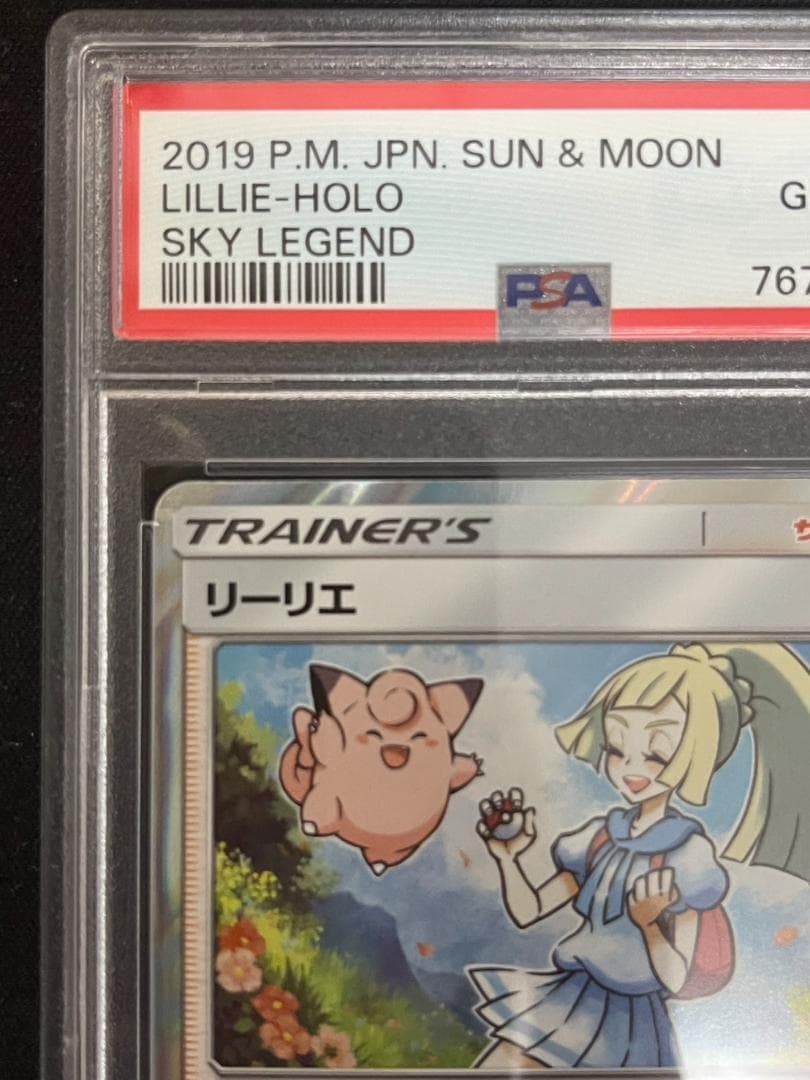 2019 P.M. JPN. SUN & MOON
LILLIE-HOLO
SKY LEGEND
PSA
TRAINER'S
リーリエ